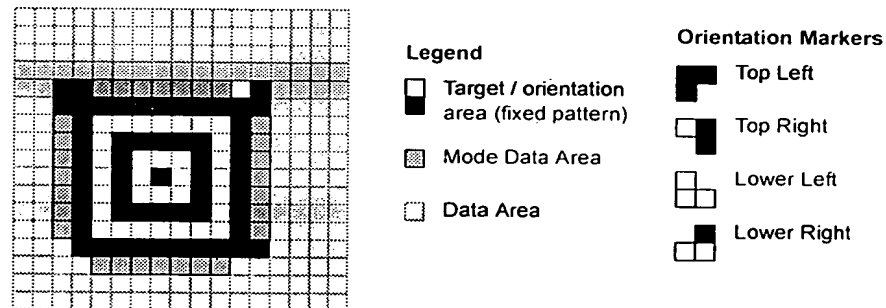 Legend
Target / orientation
area (fixed pattern)
Mode Data Area
Data Area
Orientation Markers
Top Left
Top Right
Lower Left
Lower Right